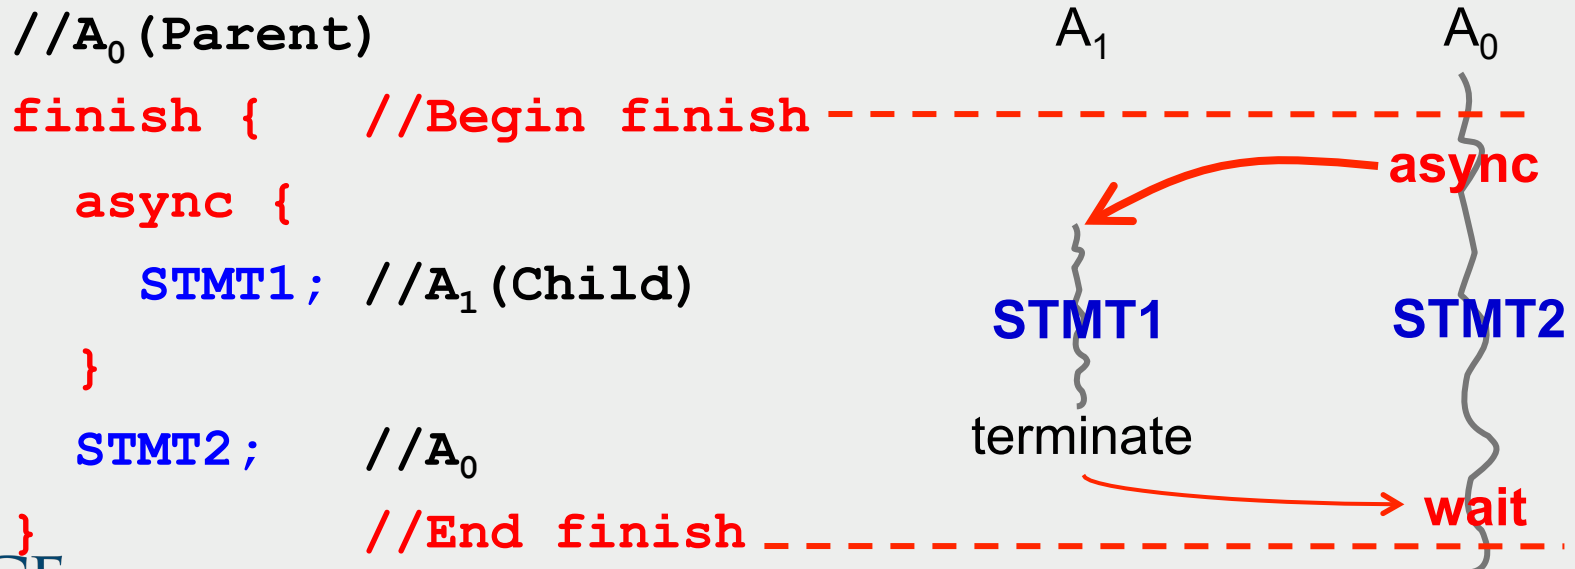 //A₀(Parent)
finish {    //Begin finish
  async {
    STMT1; //A₁(Child)
  }
  STMT2;    //A₀
}           //End finish
A₁ A₀
async
STMT1 STMT2
terminate
wait